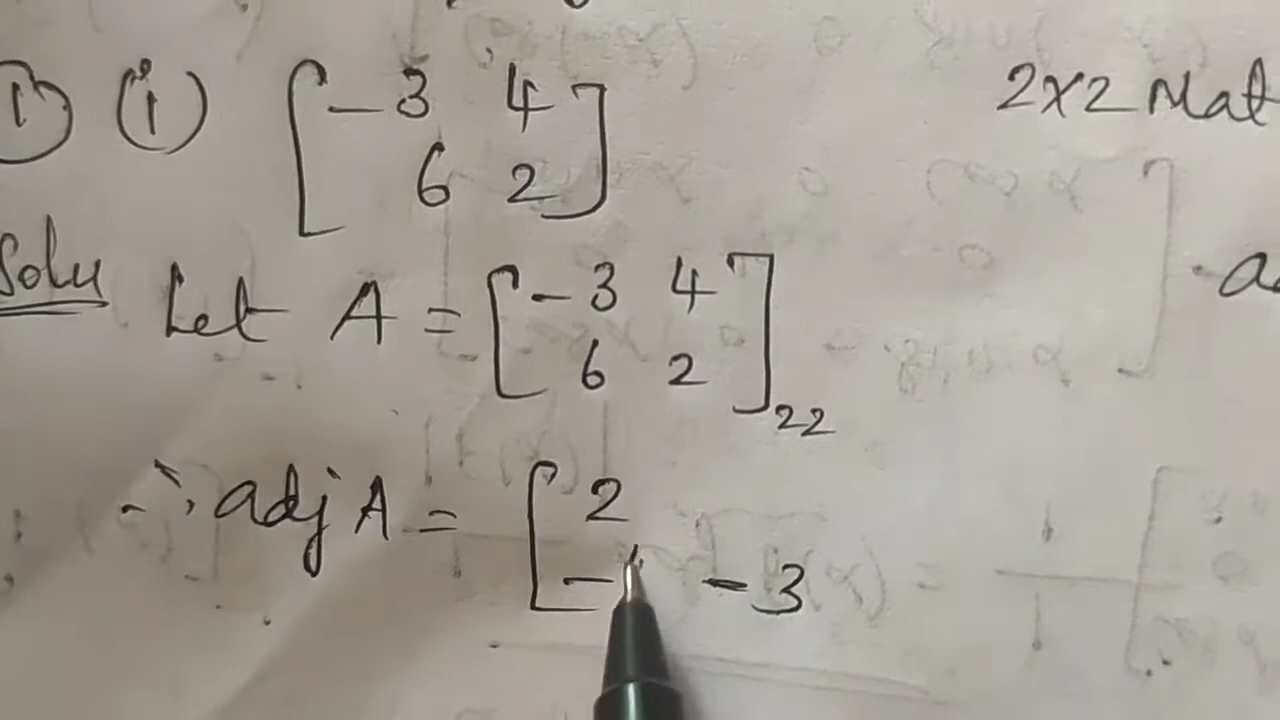 ① (i) [-3 4
6 2] 2x2 Mat
Solu Let A = [-3 4
6 2]22
∴ adj A = [2
- -3